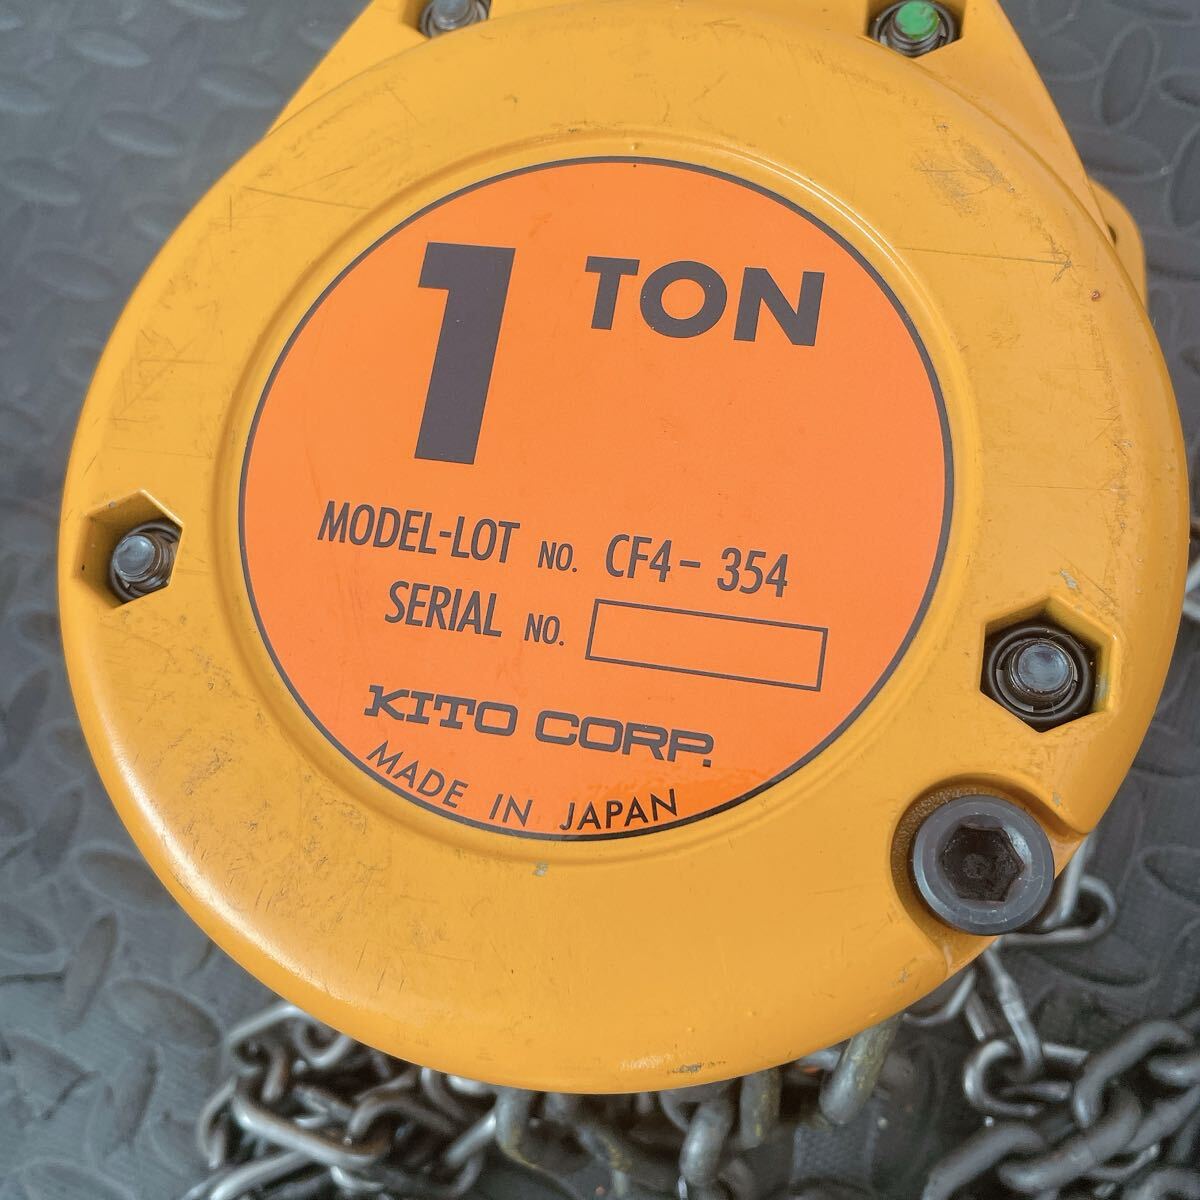 1 TON
MODEL-LOT NO. CF4- 354
SERIAL NO.
KITO CORP.
MADE IN JAPAN